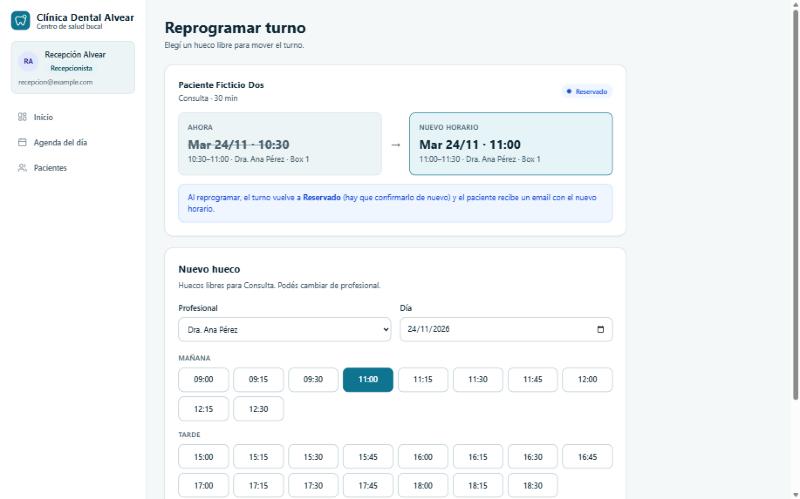 Clínica Dental Alvear
Centro de salud bucal
RA
Recepción Alvear
Recepcionista
recepcion@example.com
Inicio
Agenda del día
Pacientes
Reprogramar turno
Elegí un hueco libre para mover el turno.
Paciente Ficticio Dos
Consulta · 30 min
Reservado
AHORA
Mar 24/11 · 10:30
10:30–11:00 · Dra. Ana Pérez · Box 1
→
NUEVO HORARIO
Mar 24/11 · 11:00
11:00–11:30 · Dra. Ana Pérez · Box 1
Al reprogramar, el turno vuelve a Reservado (hay que confirmarlo de nuevo) y el paciente recibe un email con el nuevo
horario.
Nuevo hueco
Huecos libres para Consulta. Podés cambiar de profesional.
Profesional
Dra. Ana Pérez
Día
24/11/2026
MAÑANA
09:00 09:15 09:30 11:00 11:15 11:30 11:45 12:00
12:15 12:30
TARDE
15:00 15:15 15:30 15:45 16:00 16:15 16:30 16:45
17:00 17:15 17:30 17:45 18:00 18:15 18:30